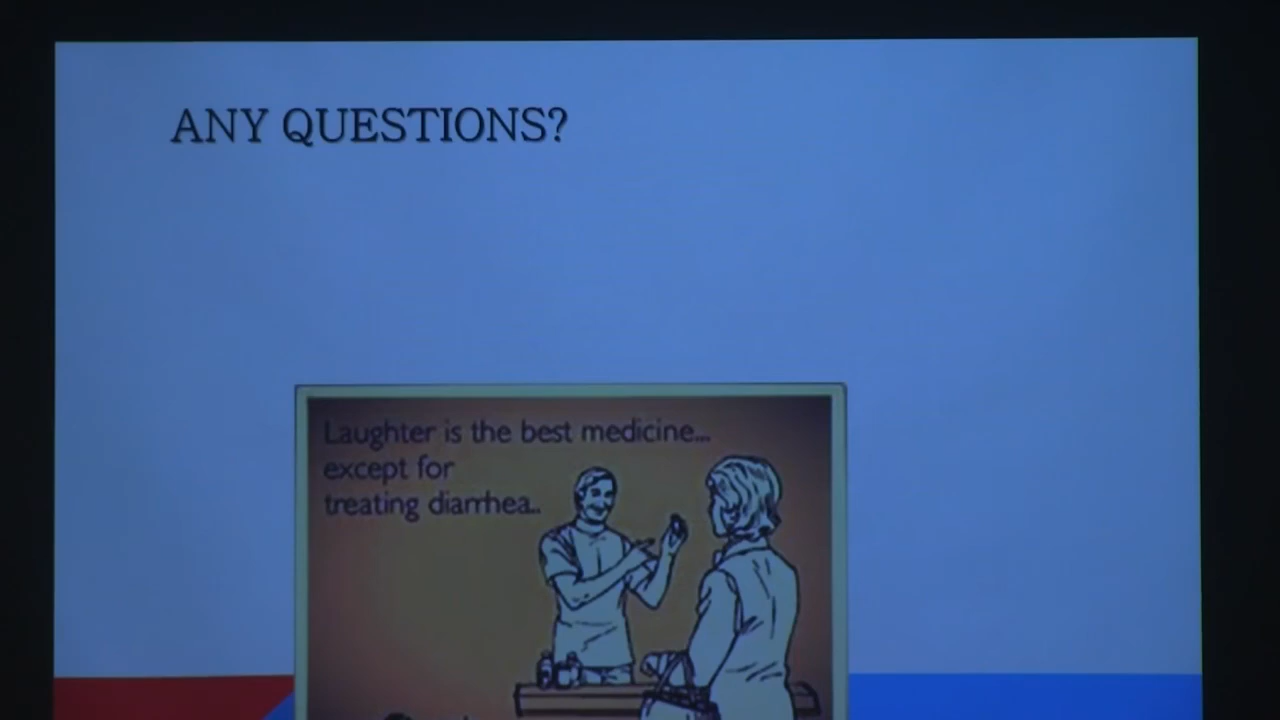 ANY QUESTIONS?
Laughter is the best medicine...
except for
treating diarrhea..